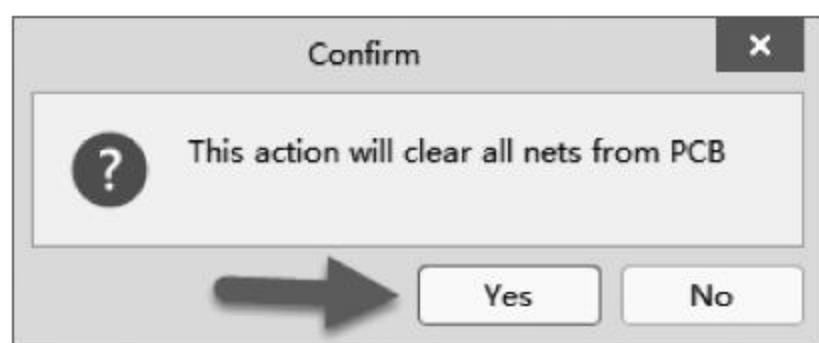 Confirm
This action will clear all nets from PCB
Yes
No